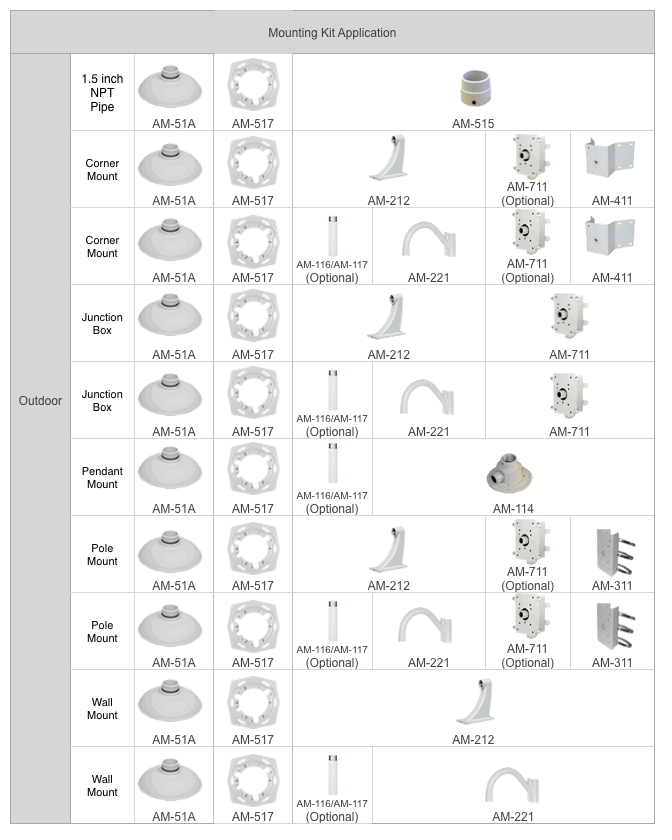 Mounting Kit Application
Outdoor
1.5 inch
NPT
Pipe
AM-51A
AM-517
AM-515
Corner
Mount
AM-51A
AM-517
AM-212
AM-711
(Optional)
AM-411
Corner
Mount
AM-51A
AM-517
AM-116/AM-117
(Optional)
AM-221
AM-711
(Optional)
AM-411
Junction
Box
AM-51A
AM-517
AM-212
AM-711
Junction
Box
AM-51A
AM-517
AM-116/AM-117
(Optional)
AM-221
AM-711
Pendant
Mount
AM-51A
AM-517
AM-116/AM-117
(Optional)
AM-114
Pole
Mount
AM-51A
AM-517
AM-212
AM-711
(Optional)
AM-311
Pole
Mount
AM-51A
AM-517
AM-116/AM-117
(Optional)
AM-221
AM-711
(Optional)
AM-311
Wall
Mount
AM-51A
AM-517
AM-212
Wall
Mount
AM-51A
AM-517
AM-116/AM-117
(Optional)
AM-221